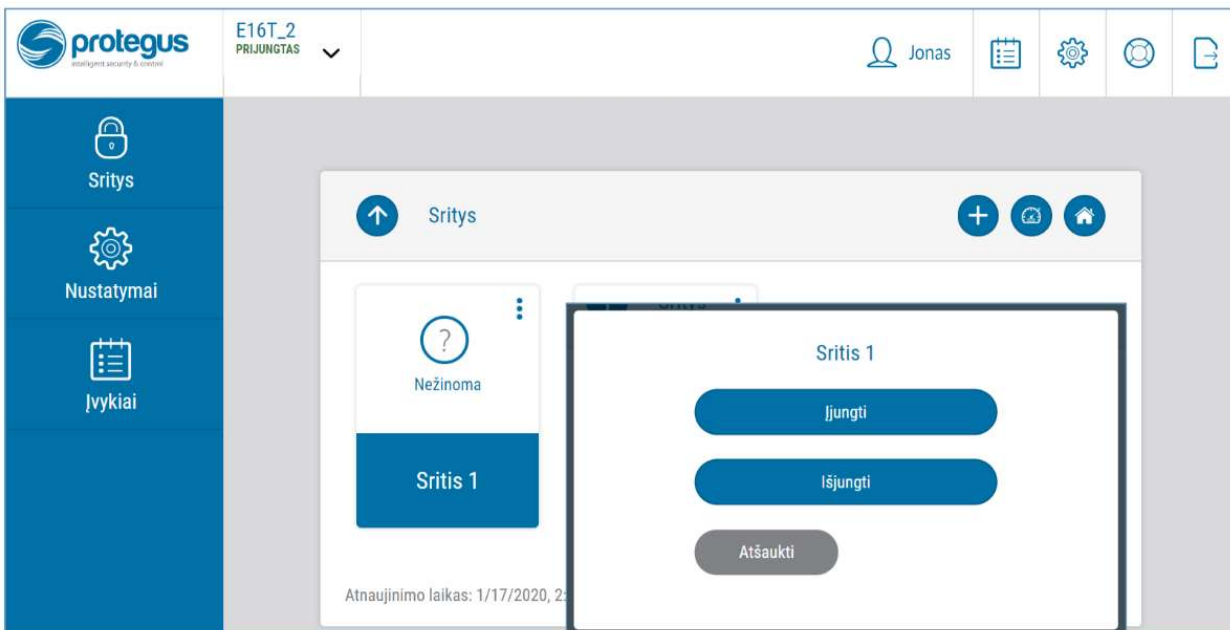 protegus
intelligent security & control
E16T_2
PRIJUNGTAS
Jonas
Sritys
Nustatymai
Įvykiai
Sritys
?
Nežinoma
Sritis 1
Sritys
Sritis 1
Įjungti
Išjungti
Atšaukti
Atnaujinimo laikas: 1/17/2020, 2: